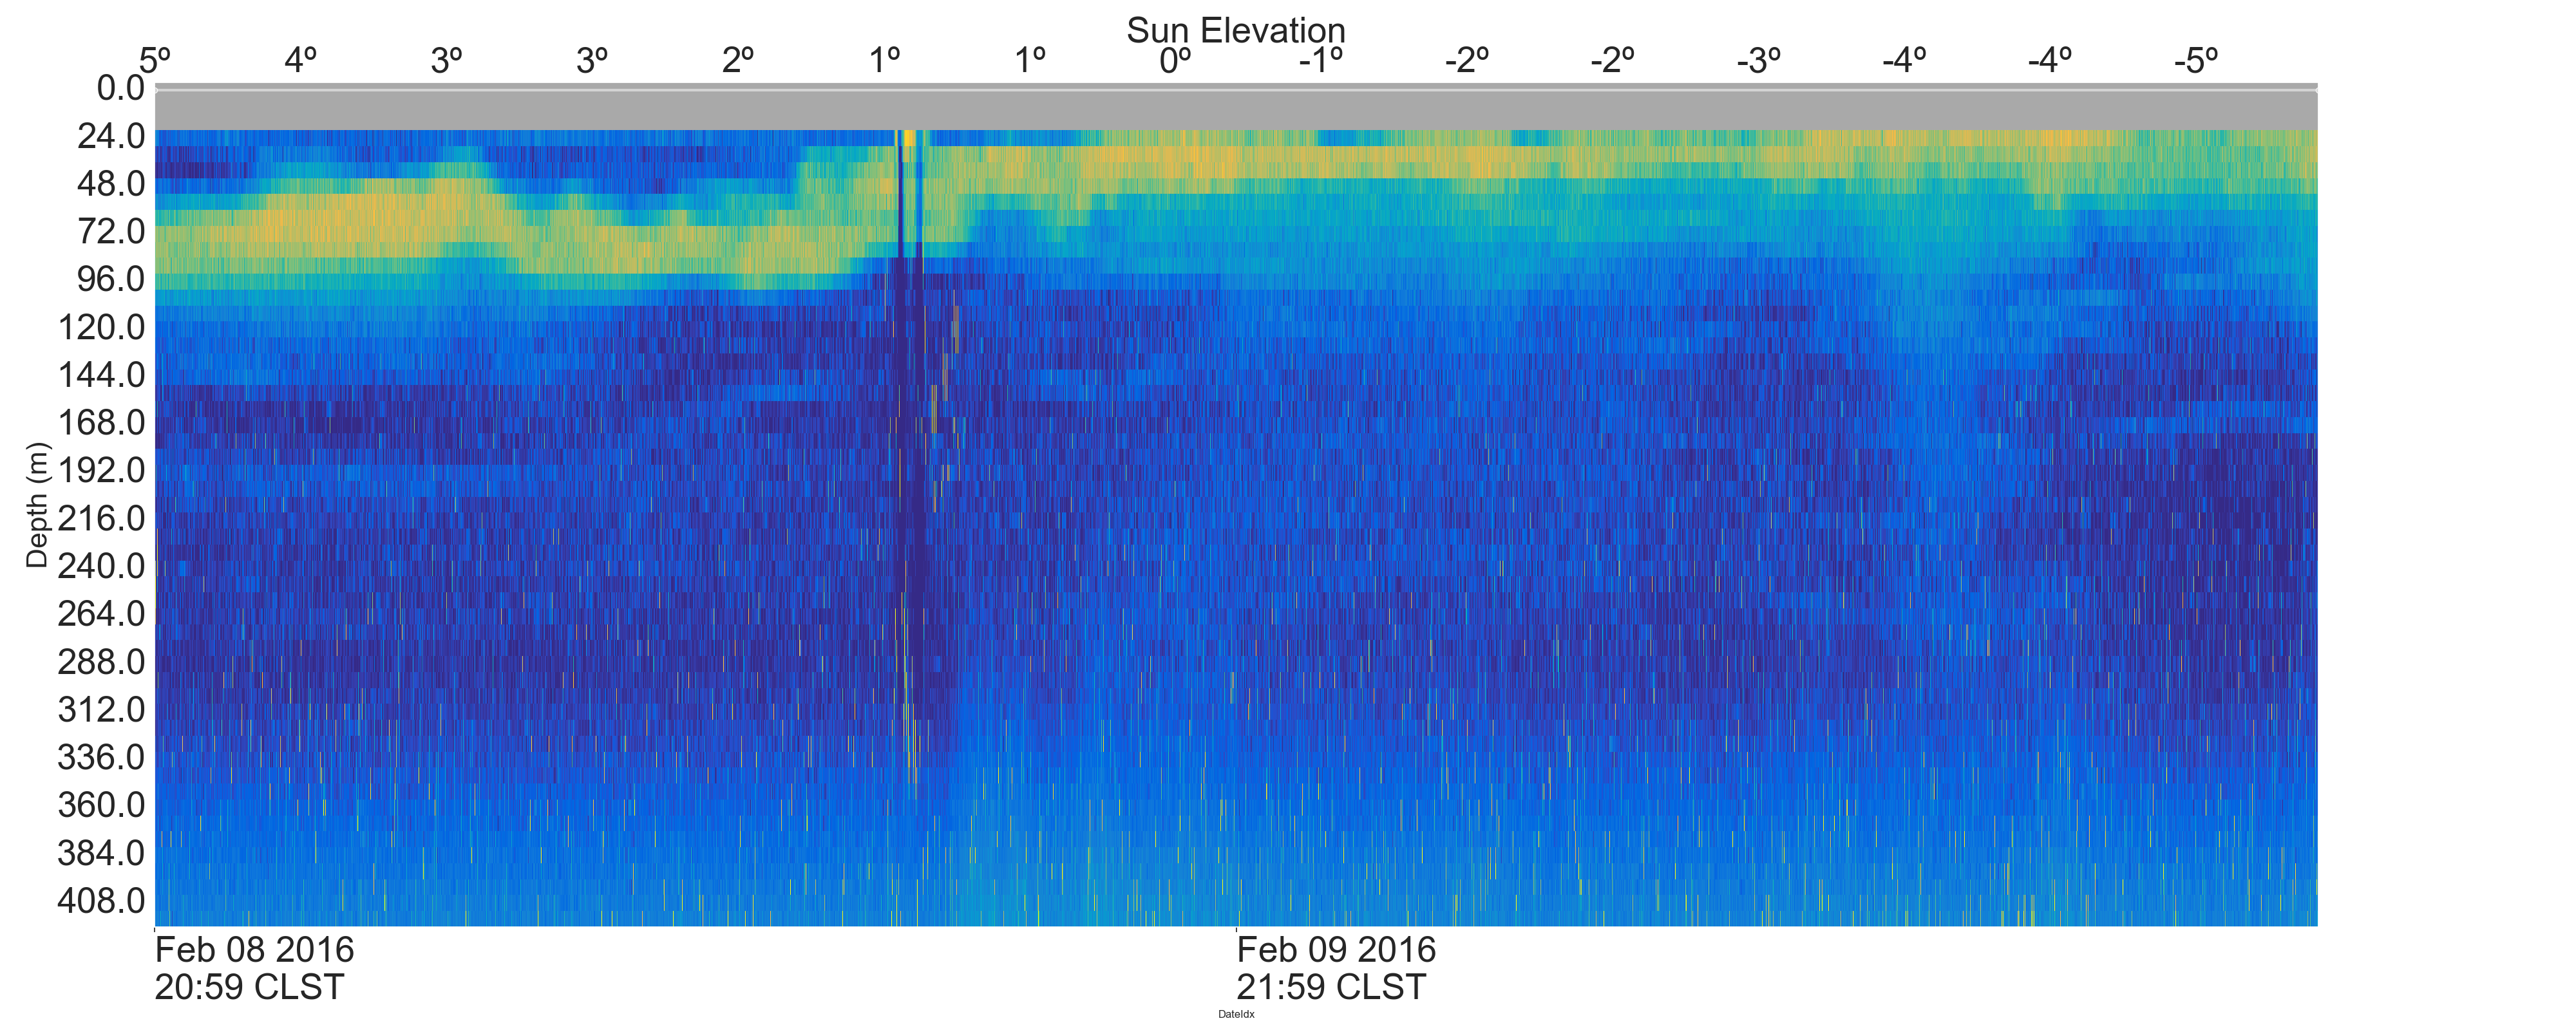 Sun Elevation
5º 4º 3º 3º 2º 1º 1º 0º -1º -2º -2º -3º -4º -4º -5º
0.0
24.0
48.0
72.0
96.0
120.0
144.0
168.0
192.0
216.0
240.0
264.0
288.0
312.0
336.0
360.0
384.0
408.0
Depth (m)
Feb 08 2016
20:59 CLST
Feb 09 2016
21:59 CLST
DateIdx